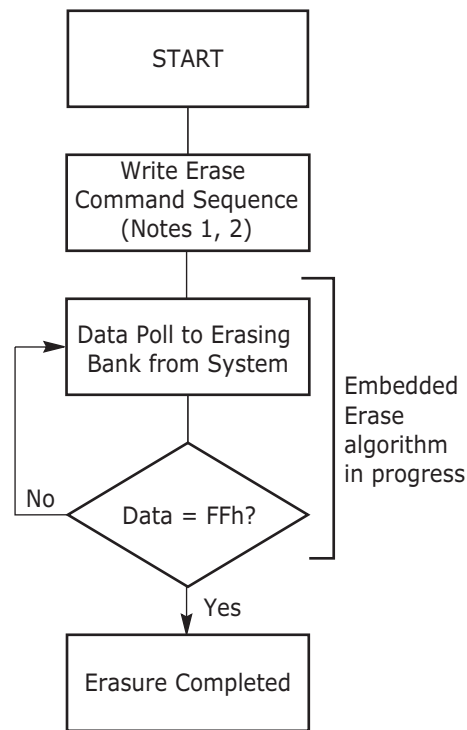 START
Write Erase
Command Sequence
(Notes 1, 2)
Data Poll to Erasing
Bank from System
Embedded
Erase
algorithm
in progress
No
Data = FFh?
Yes
Erasure Completed